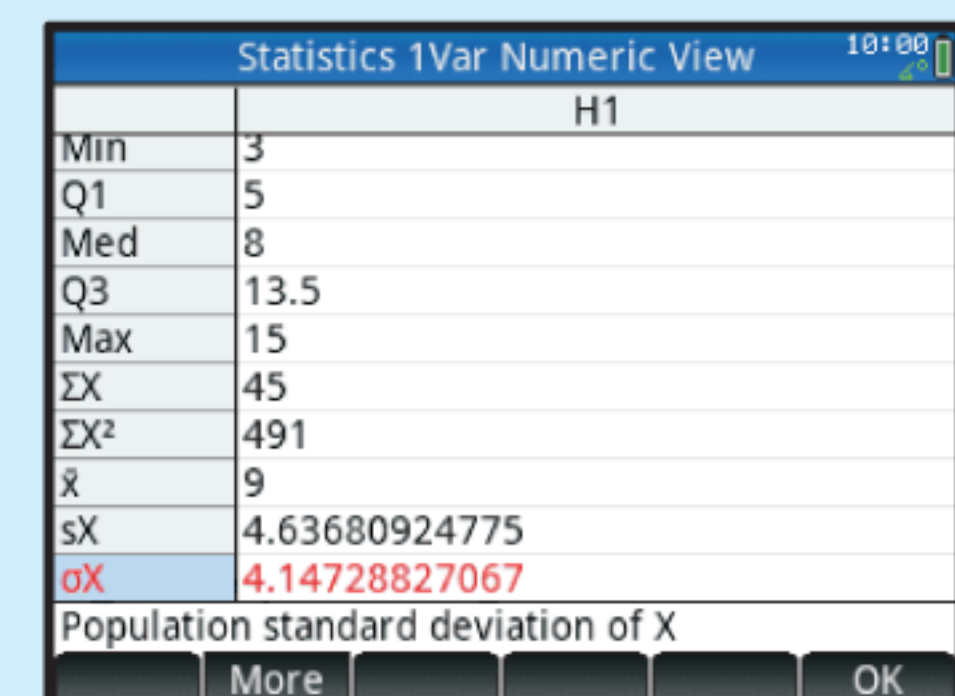 Statistics 1Var Numeric View 10:00
H1
Min 3
Q1 5
Med 8
Q3 13.5
Max 15
ΣX 45
ΣX² 491
x̄ 9
sX 4.63680924775
σX 4.14728827067
Population standard deviation of X
More OK